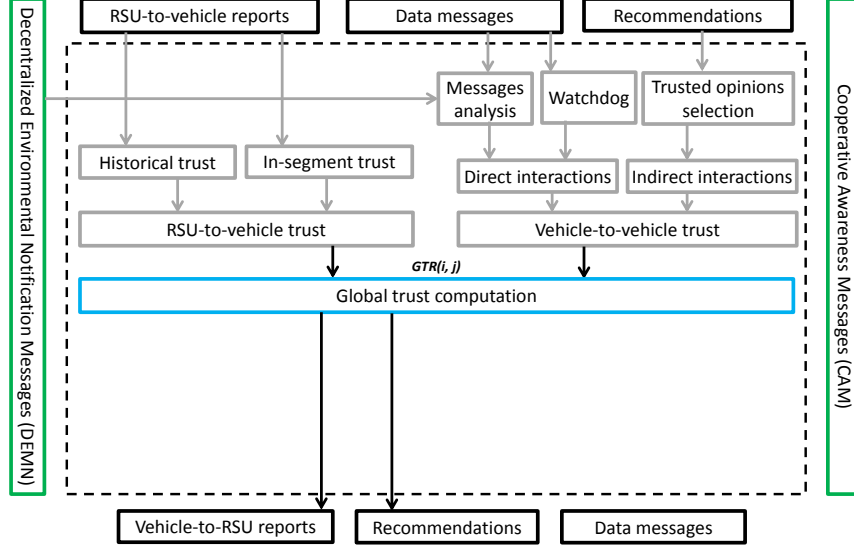 RSU-to-vehicle reports
Data messages
Recommendations
Decentralized Environmental Notification Messages (DEMN)
Cooperative Awareness Messages (CAM)
Messages
analysis
Watchdog
Trusted opinions
selection
Historical trust
In-segment trust
Direct interactions
Indirect interactions
RSU-to-vehicle trust
Vehicle-to-vehicle trust
GTR(i, j)
Global trust computation
Vehicle-to-RSU reports
Recommendations
Data messages